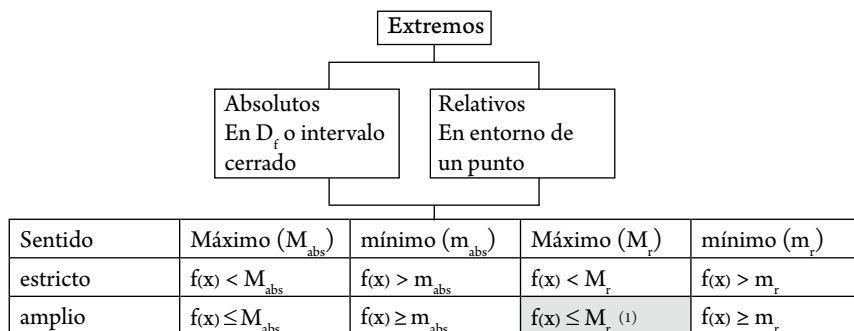 Extremos
Absolutos
En D_f o intervalo
cerrado
Relativos
En entorno de
un punto
Sentido Máximo (M_abs) mínimo (m_abs) Máximo (M_r) mínimo (m_r)
estricto f(x) < M_abs f(x) > m_abs f(x) < M_r f(x) > m_r
amplio f(x) ≤ M_abs f(x) ≥ m_abs f(x) ≤ M_r (1) f(x) ≥ m_r